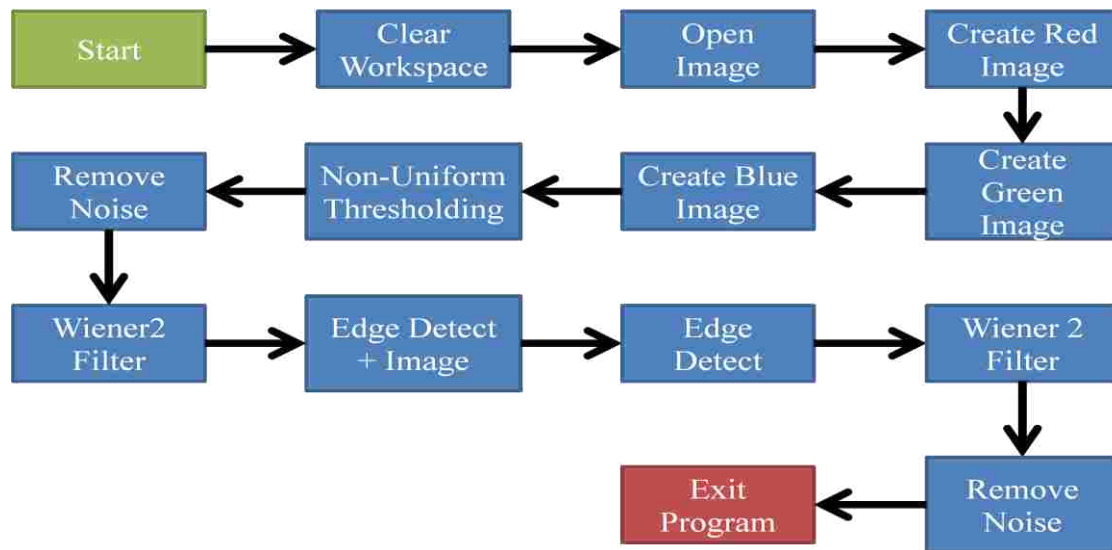 Start
Clear
Workspace
Open
Image
Create Red
Image
Create
Green
Image
Create Blue
Image
Non-Uniform
Thresholding
Remove
Noise
Wiener2
Filter
Edge Detect
+ Image
Edge
Detect
Wiener 2
Filter
Remove
Noise
Exit
Program